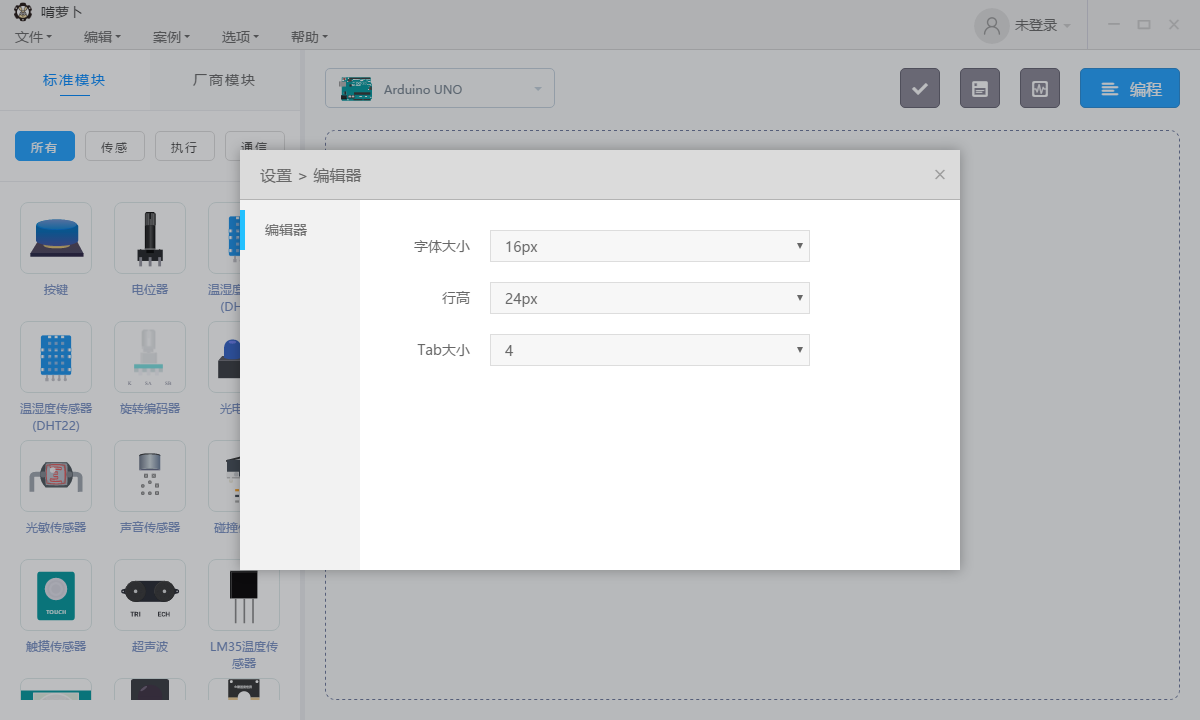 啃萝卜
文件 编辑 案例 选项 帮助
未登录
标准模块 厂商模块
Arduino UNO
编程
所有 传感 执行 通信
设置 > 编辑器
编辑器
字体大小 16px
行高 24px
Tab大小 4
按键 电位器 温湿度
(DH
温湿度传感器
(DHT22)
旋转编码器 光电
光敏传感器 声音传感器 碰撞
TOUCH
TRI ECH
触摸传感器 超声波 LM35温度传
感器